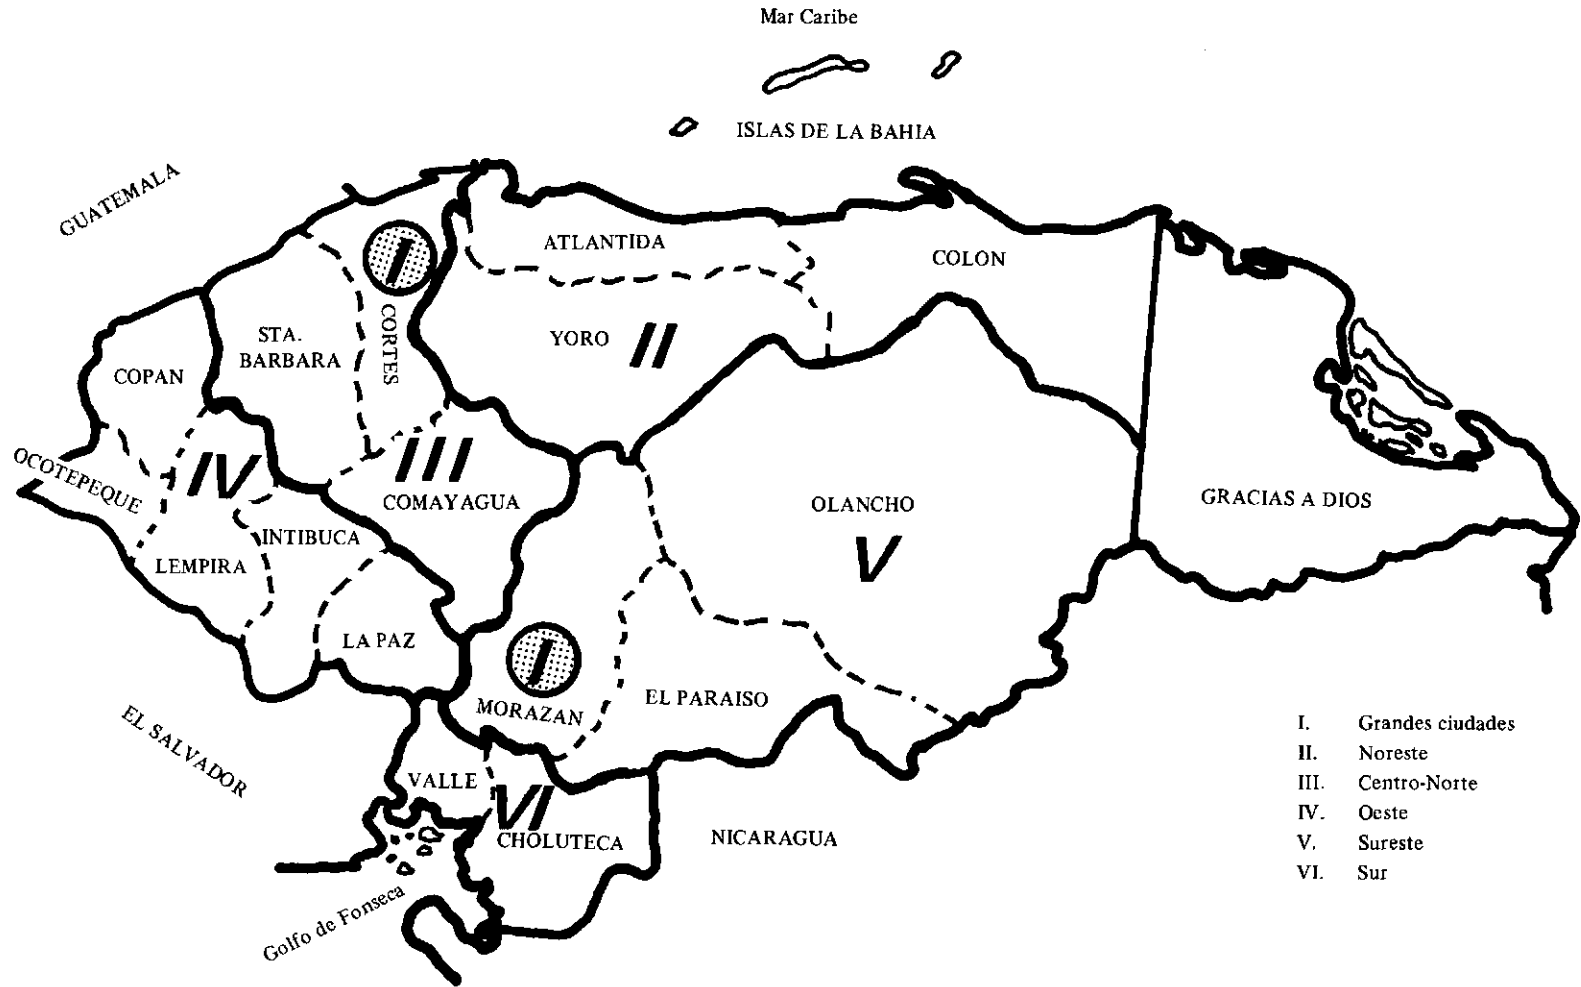 Mar Caribe
ISLAS DE LA BAHIA
GUATEMALA
ATLANTIDA
COLON
I
CORTES
STA.
BARBARA
YORO
II
COPAN
III
IV
OCOTEPEQUE
COMAYAGUA
OLANCHO
GRACIAS A DIOS
INTIBUCA
V
LEMPIRA
LA PAZ
I
MORAZAN
EL PARAISO
EL SALVADOR
VALLE
VI
CHOLUTECA
NICARAGUA
Golfo de Fonseca
I. Grandes ciudades
II. Noreste
III. Centro-Norte
IV. Oeste
V. Sureste
VI. Sur